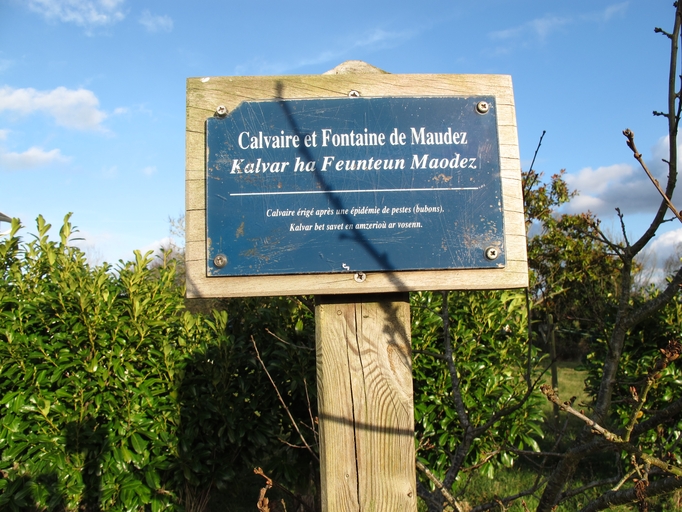 Calvaire et Fontaine de Maudez
Kalvar ha Feunteun Maodez
Calvaire érigé après une épidémie de pestes (bubons).
Kalvar bet savet en amzerioù ar vosenn.